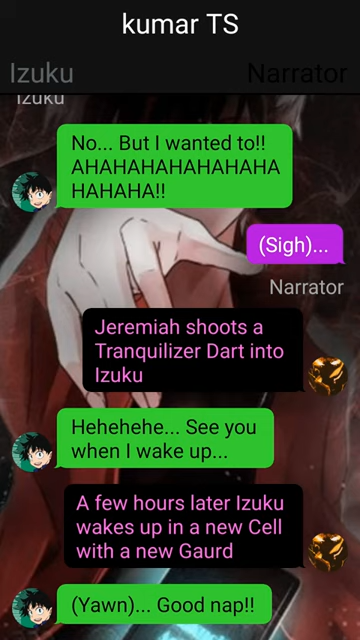 kumar TS
Izuku
Narrator
Izuku
No... But I wanted to!!
AHAHAHAHAHAHAHA
HAHAHA!!
(Sigh)...
Narrator
Jeremiah shoots a
Tranquilizer Dart into
Izuku
Hehehehe... See you
when I wake up...
A few hours later Izuku
wakes up in a new Cell
with a new Gaurd
(Yawn)... Good nap!!